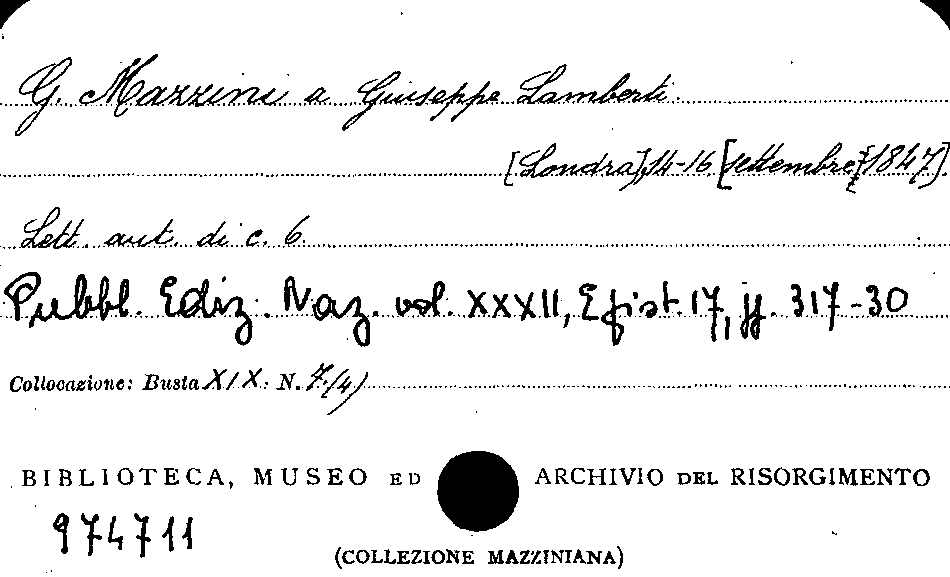 G. Mazzini a Giuseppe Lamberti.
[Londra], 14-16 [settembre] [1847].
Lett. aut. di c. 6.
Pubbl. Ediz. Naz. vol. XXXII, Epist. 17, pp. 317-30
Collocazione: Busta XIX. N. 7/(4)
BIBLIOTECA, MUSEO ED ARCHIVIO DEL RISORGIMENTO
974711
(COLLEZIONE MAZZINIANA)